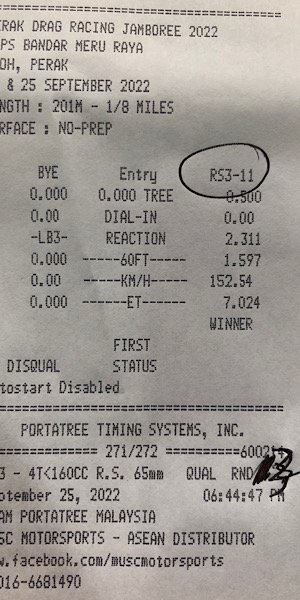 =====================
ERAK DRAG RACING JAMBOREE 2022
PS BANDAR MERU RAYA
OH, PERAK
& 25 SEPTEMBER 2022
NGTH : 201M - 1/8 MILES
RFACE : NO-PREP
=====================
BYE Entry RS3-11
0.000 0.000 TREE 0.500
0.00 DIAL-IN 0.00
-LB3- REACTION 2.311
0.000 ------60FT----- 1.597
0.00 ------KM/H----- 152.54
0.000 -------ET------ 7.024
WINNER
FIRST
DISQUAL STATUS
tostart Disabled
=====================
PORTATREE TIMING SYSTEMS, INC.
============= 271/272 ==========6002
3 - 4T<160CC R.S. 65mm QUAL RND
ptember 25, 2022 06:44:47 PM
AM PORTATREE MALAYSIA
SC MOTORSPORTS - ASEAN DISTRIBUTOR
w.facebook.com/muscmotorsports
016-6681490